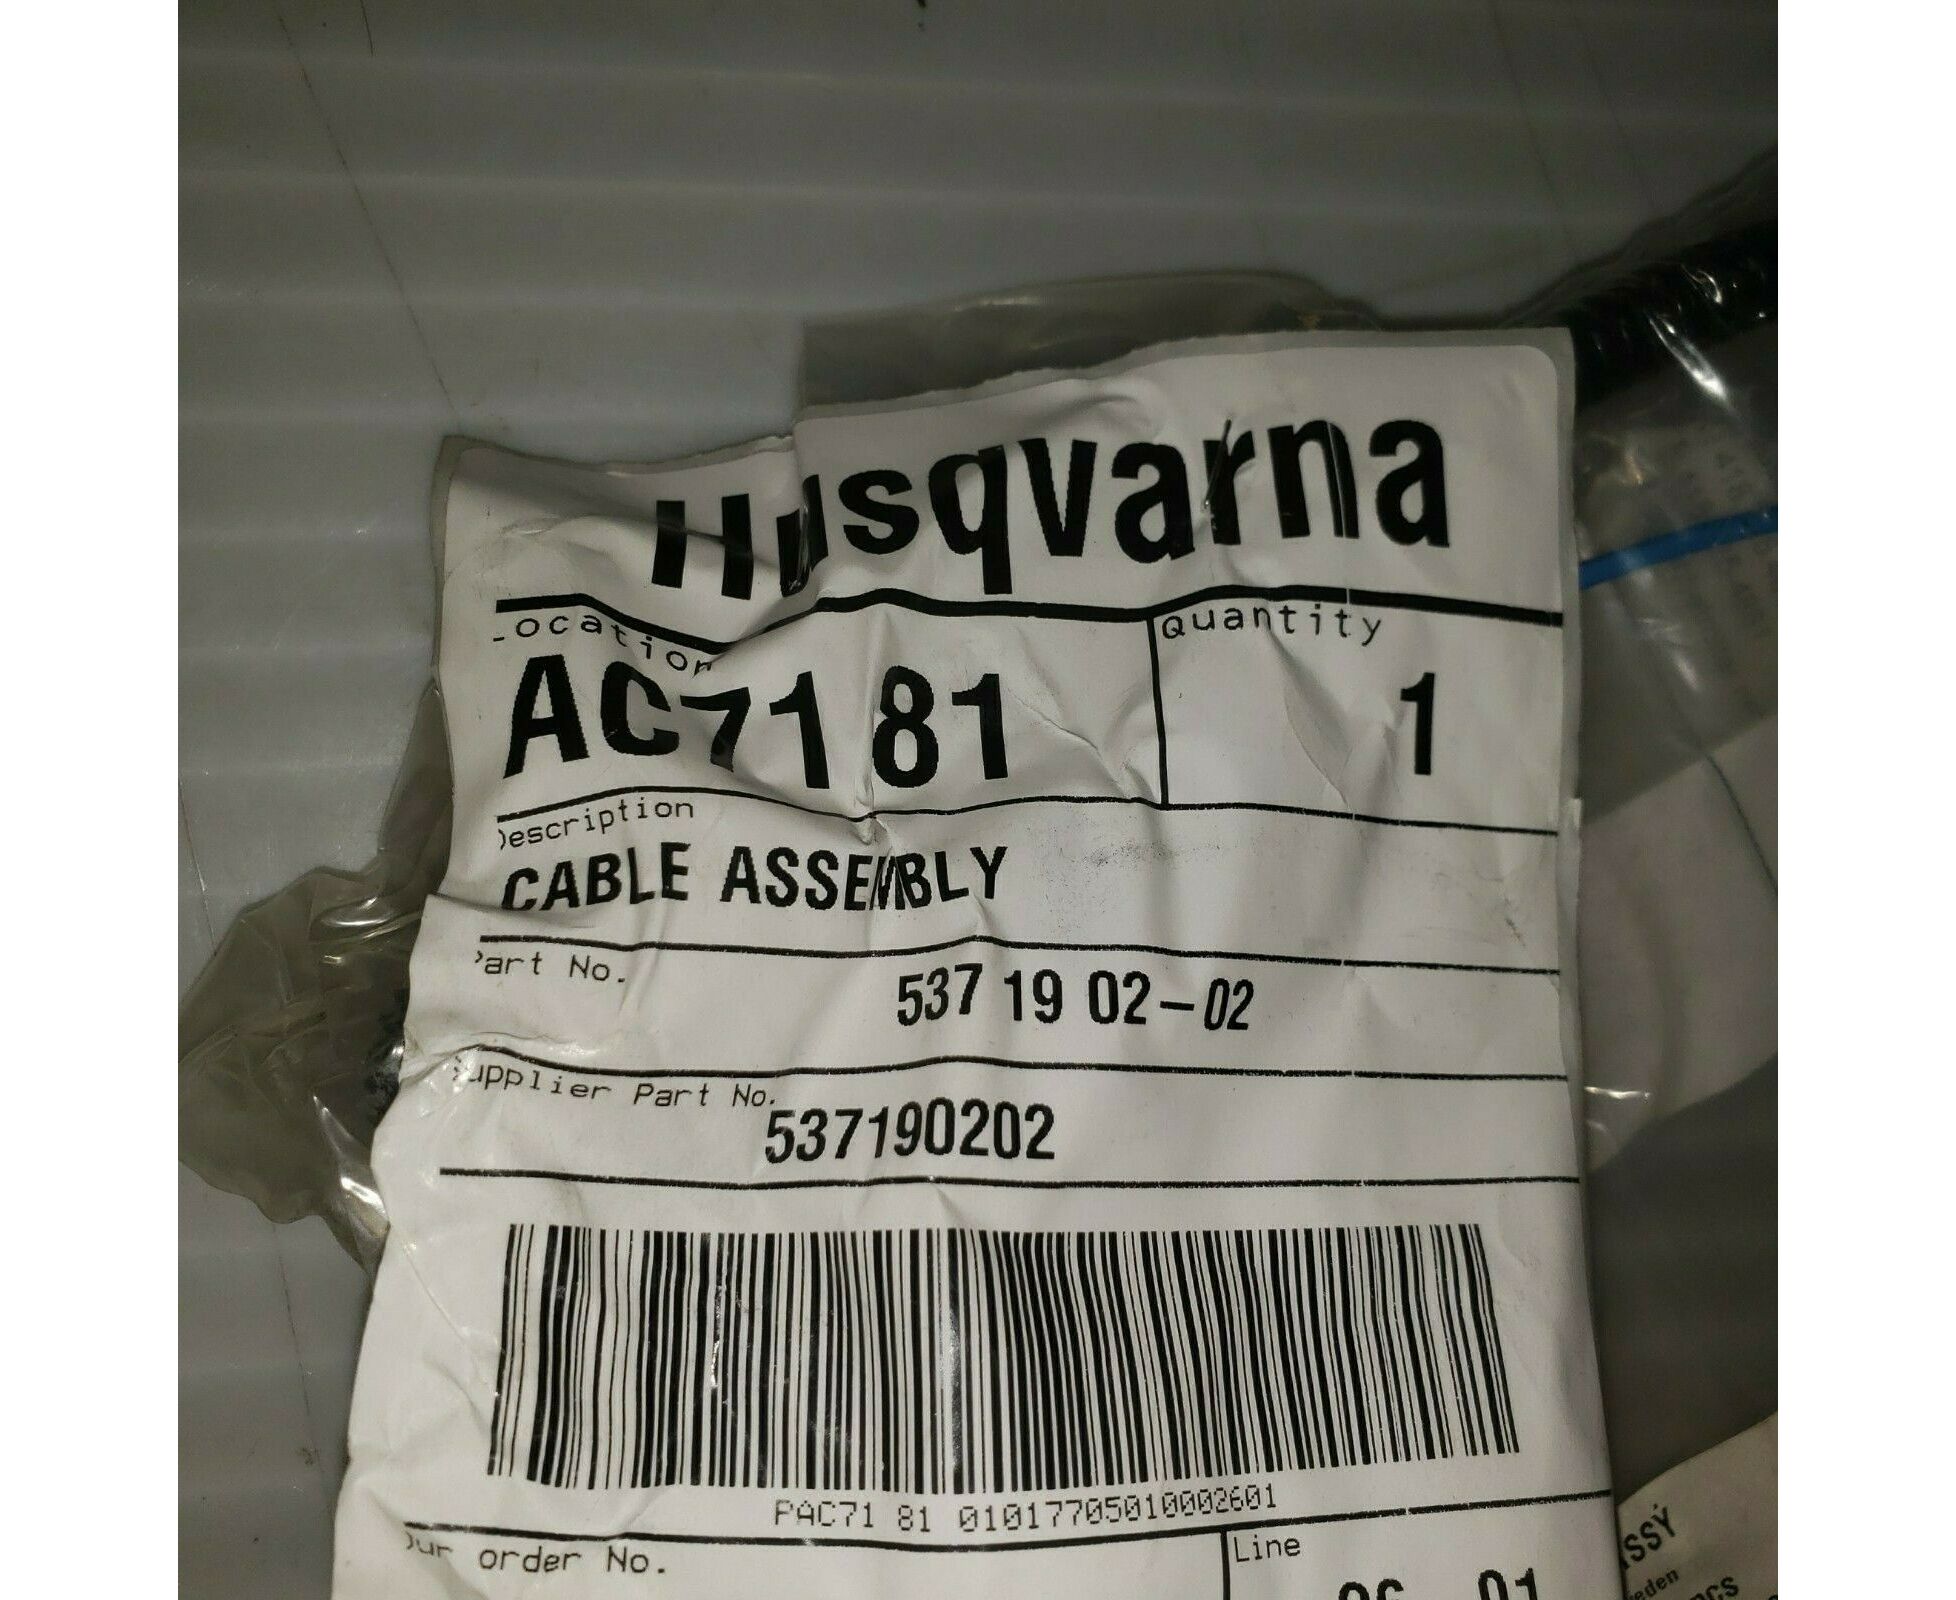 Husqvarna
Location
Quantity
AC71 81
1
Description
CABLE ASSEMBLY
Part No.
537 19 02-02
Supplier Part No.
537190202
PAC71 81 01017705010002601
Our order No.
Line
01